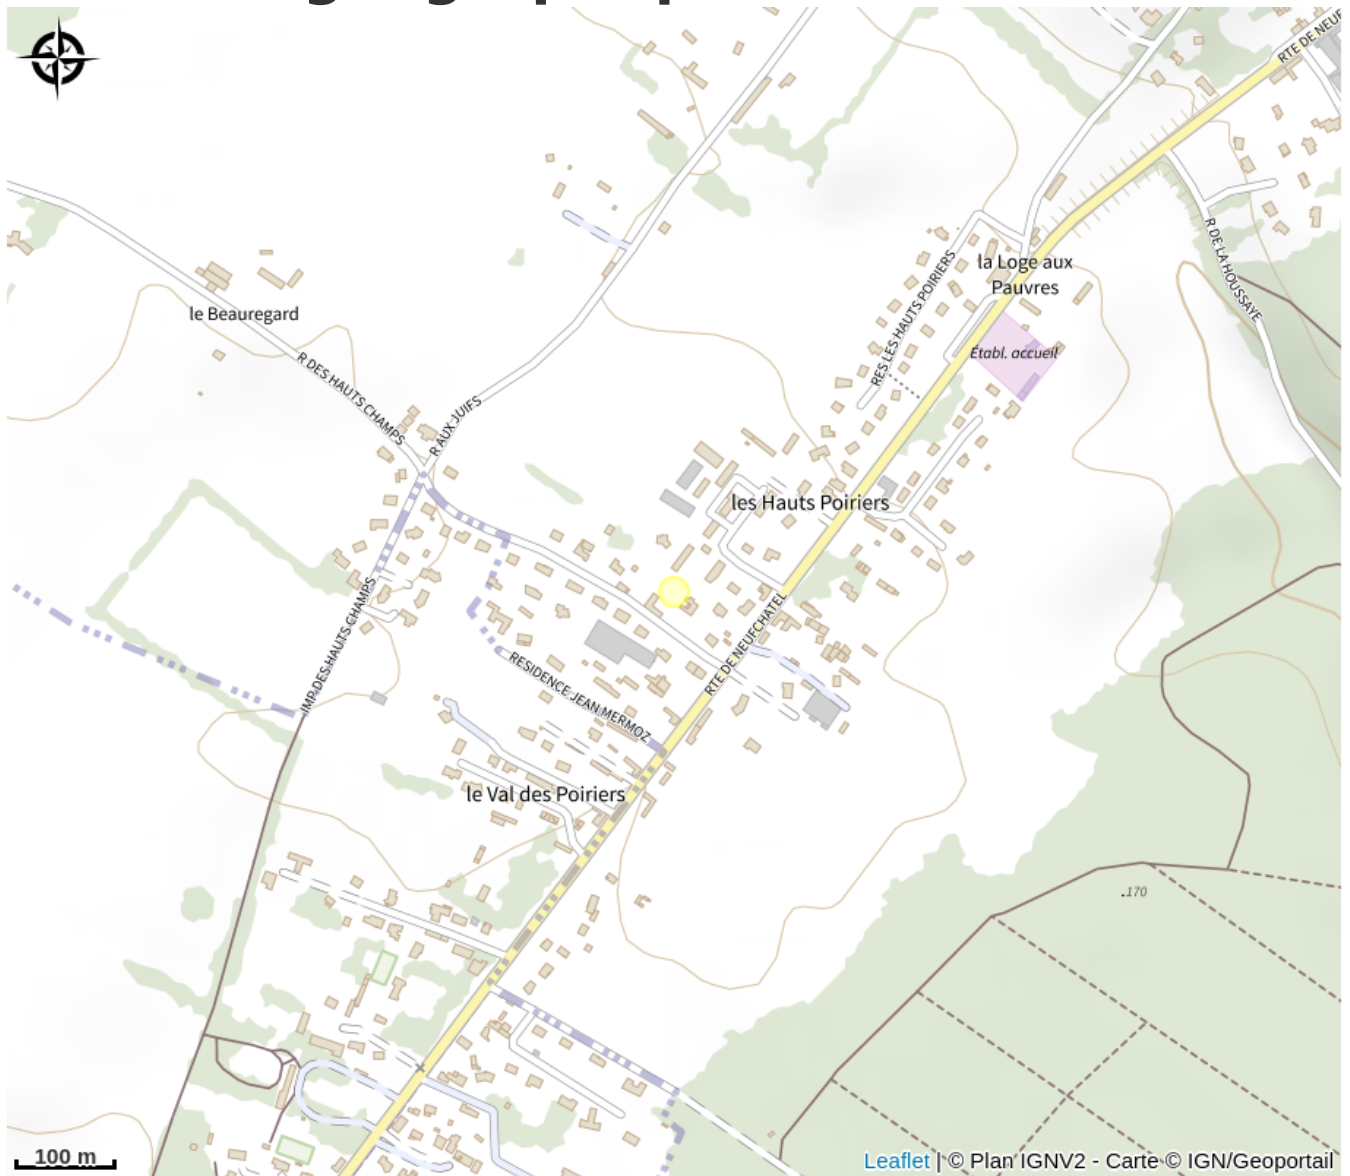 RTE DE NEUF
R DE LA HOUSSAYE
la Loge aux
Pauvres
RES LES HAUTS POIRIERS
le Beauregard
Établ. accueil
R DES HAUTS CHAMPS
R AUX JUIFS
les Hauts Poiriers
IMP DES HAUTS CHAMPS
RTE DE NEUFCHATEL
RESIDENCE JEAN MERMOZ
le Val des Poiriers
170
100 m
Leaflet | © Plan IGNV2 - Carte © IGN/Geoportail